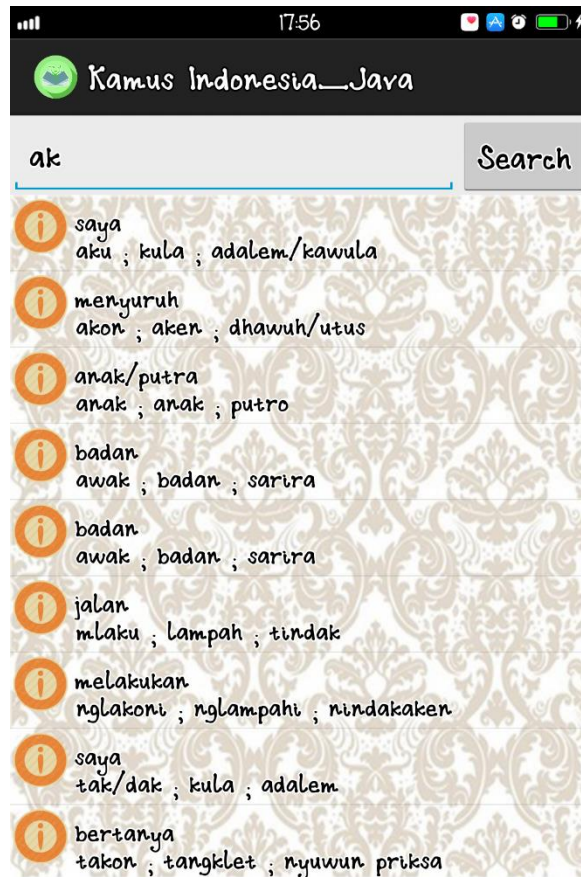 17:56
Kamus Indonesia_Java
ak
Search
saya
aku ; kula ; adalem/kawula
menyuruh
akon ; aken ; dhawuh/utus
anak/putra
anak ; anak ; putro
badan
awak ; badan ; sarira
badan
awak ; badan ; sarira
jalan
mlaku ; lampah ; tindak
melakukan
nglakoni ; nglampahi ; nindakaken
saya
tak/dak ; kula ; adalem
bertanya
takon ; tangklet ; nyuwun priksa